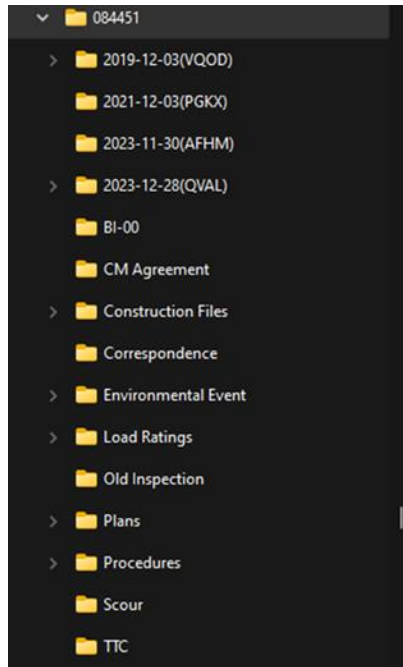 084451
2019-12-03(VQOD)
2021-12-03(PGKX)
2023-11-30(AFHM)
2023-12-28(QVAL)
BI-00
CM Agreement
Construction Files
Correspondence
Environmental Event
Load Ratings
Old Inspection
Plans
Procedures
Scour
TTC